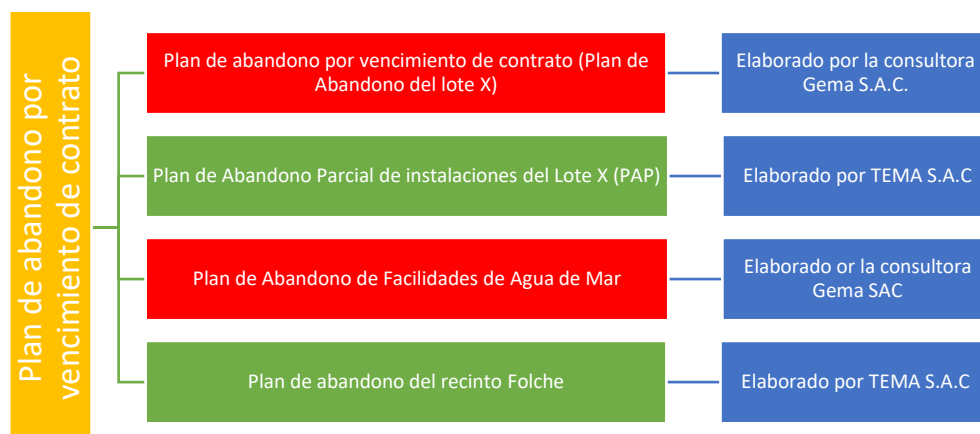 Plan de abandono por
vencimiento de contrato
Plan de abandono por vencimiento de contrato (Plan de
Abandono del lote X)
Elaborado por la consultora
Gema S.A.C.
Plan de Abandono Parcial de instalaciones del Lote X (PAP)
Elaborado por TEMA S.A.C
Plan de Abandono de Facilidades de Agua de Mar
Elaborado or la consultora
Gema SAC
Plan de abandono del recinto Folche
Elaborado por TEMA S.A.C